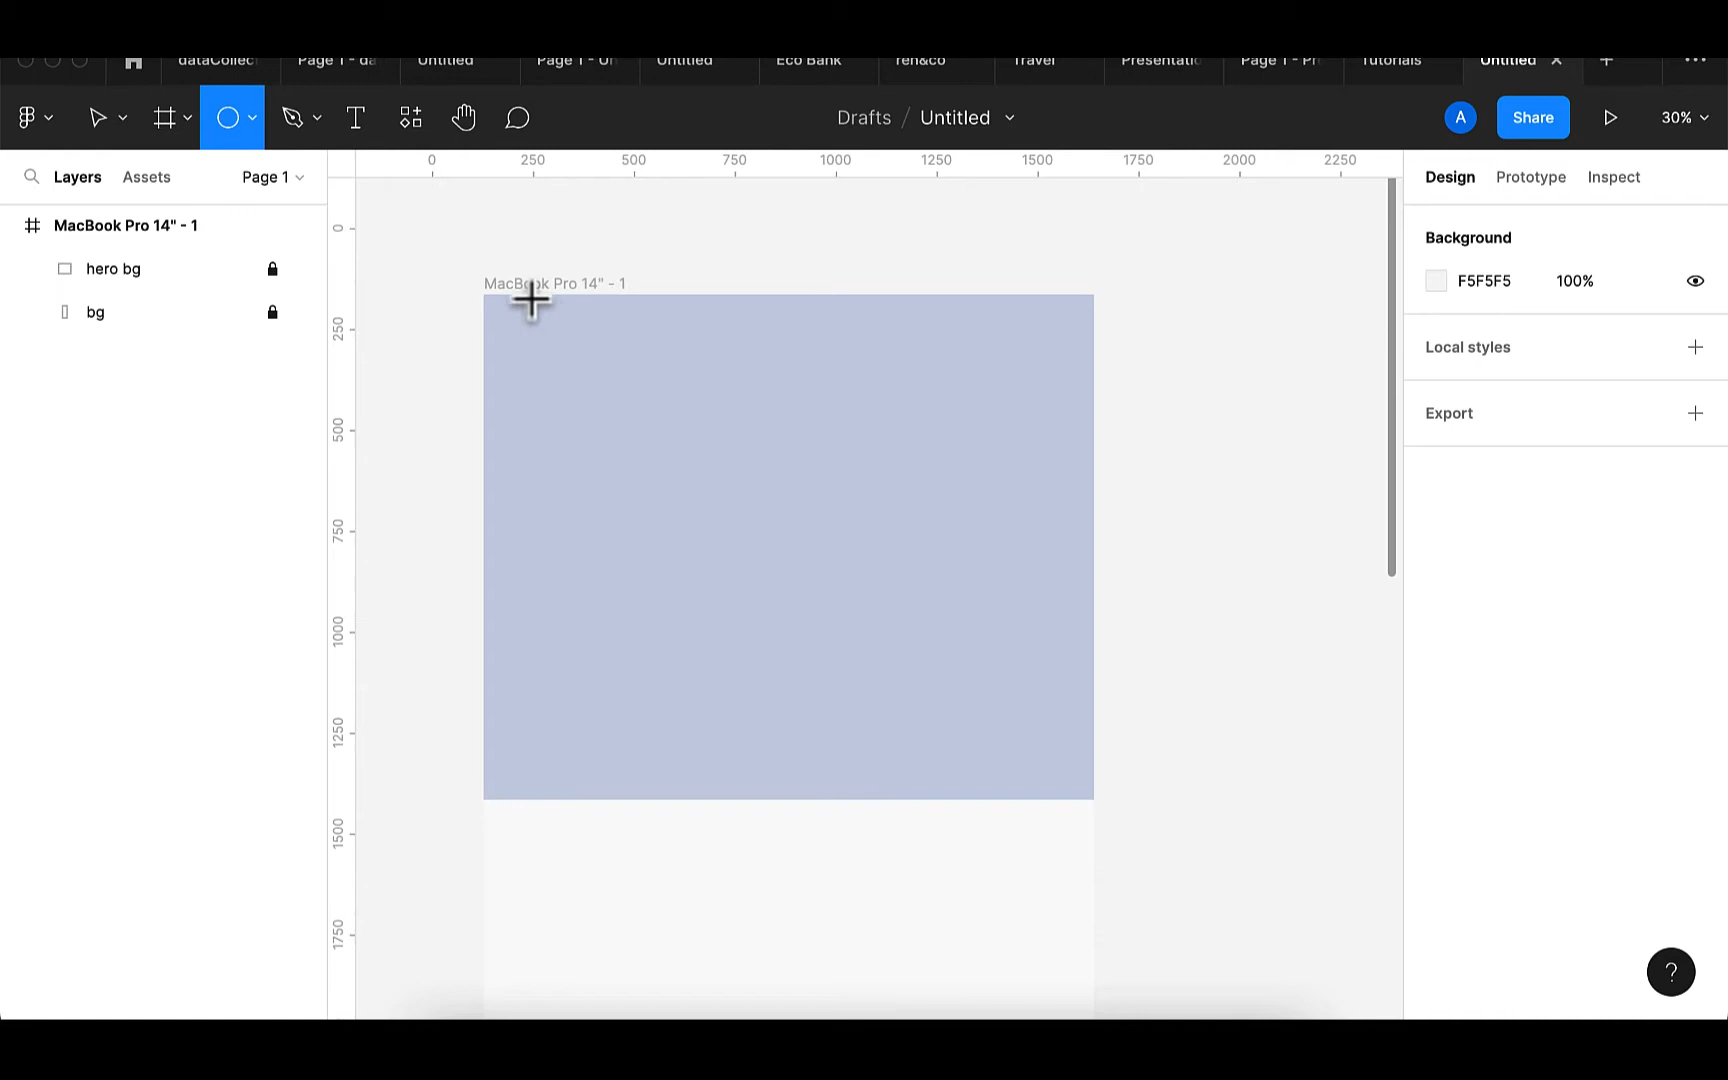 dataCollec Page 1 - da Untitled Page 1 - Un Untitled Eco Bank ren&co Travel Presentatio Page 1 - Pr Tutorials Untitled
Drafts / Untitled
A Share 30%
Layers Assets Page 1
0 250 500 750 1000 1250 1500 1750 2000 2250
Design Prototype Inspect
MacBook Pro 14" - 1
hero bg
bg
0
250
500
750
1000
1250
1500
1750
MacBook Pro 14" - 1
Background
F5F5F5 100%
Local styles
Export
?